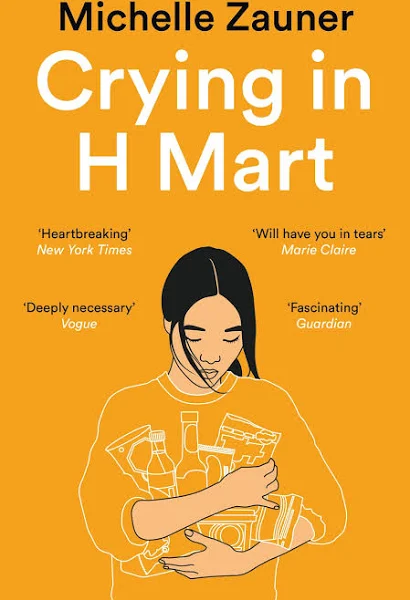 Michelle Zauner
Crying in
H Mart
‘Heartbreaking’
New York Times
‘Will have you in tears’
Marie Claire
‘Deeply necessary’
Vogue
‘Fascinating’
Guardian